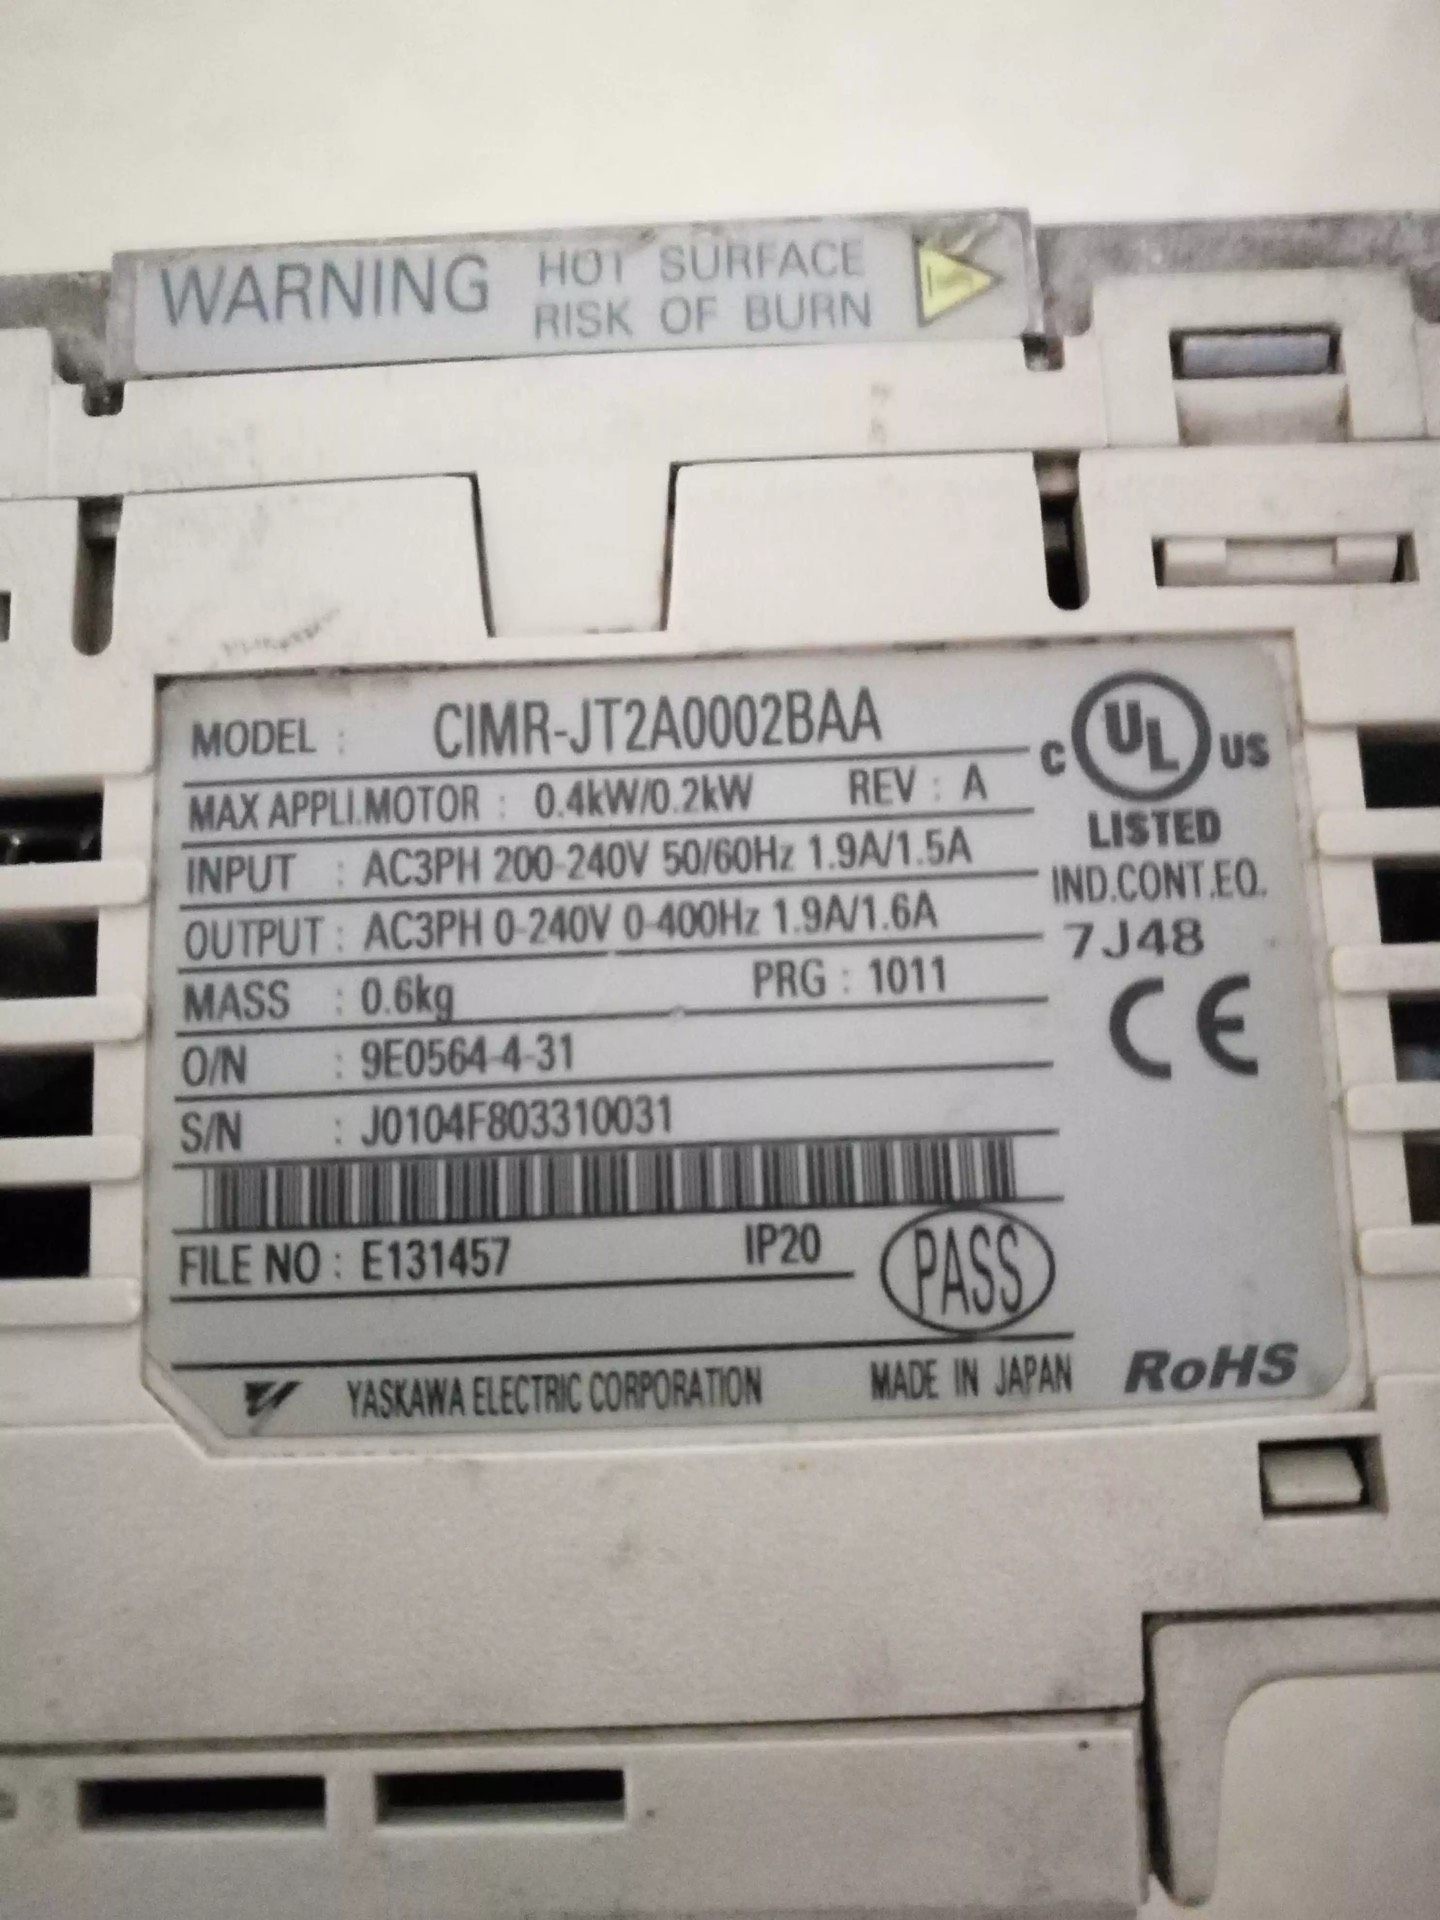 WARNING HOT SURFACE
RISK OF BURN
MODEL : CIMR-JT2A0002BAA
MAX APPLI.MOTOR : 0.4kW/0.2kW REV : A
INPUT : AC3PH 200-240V 50/60Hz 1.9A/1.5A
OUTPUT : AC3PH 0-240V 0-400Hz 1.9A/1.6A
MASS : 0.6kg PRG : 1011
O/N : 9E0564-4-31
S/N : J0104F803310031
FILE NO : E131457 IP20
PASS
YASKAWA ELECTRIC CORPORATION MADE IN JAPAN
C UL US
LISTED
IND.CONT.EQ.
7J48
CE
RoHS